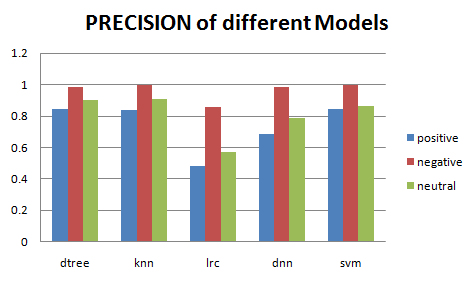 PRECISION of different Models
1.2
1
0.8
0.6
0.4
0.2
0
dtree knn lrc dnn svm
positive
negative
neutral